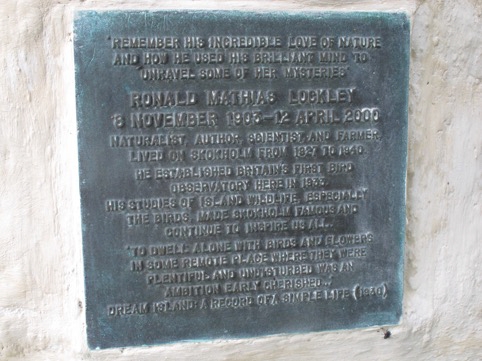 "REMEMBER HIS INCREDIBLE LOVE OF NATURE
AND HOW HE USED HIS BRILLIANT MIND TO
UNRAVEL SOME OF HER MYSTERIES"
RONALD MATHIAS LOCKLEY
8 NOVEMBER 1903-12 APRIL 2000
NATURALIST, AUTHOR, SCIENTIST AND FARMER,
LIVED ON SKOKHOLM FROM 1927 TO 1940.
HE ESTABLISHED BRITAIN'S FIRST BIRD
OBSERVATORY HERE IN 1933.
HIS STUDIES OF ISLAND WILDLIFE, ESPECIALLY
THE BIRDS, MADE SKOKHOLM FAMOUS AND
CONTINUE TO INSPIRE US ALL.
"TO DWELL ALONE WITH BIRDS AND FLOWERS
IN SOME REMOTE PLACE WHERE THEY WERE
PLENTIFUL AND UNDISTURBED WAS AN
AMBITION EARLY CHERISHED..."
DREAM ISLAND: A RECORD OF A SIMPLE LIFE (1930)